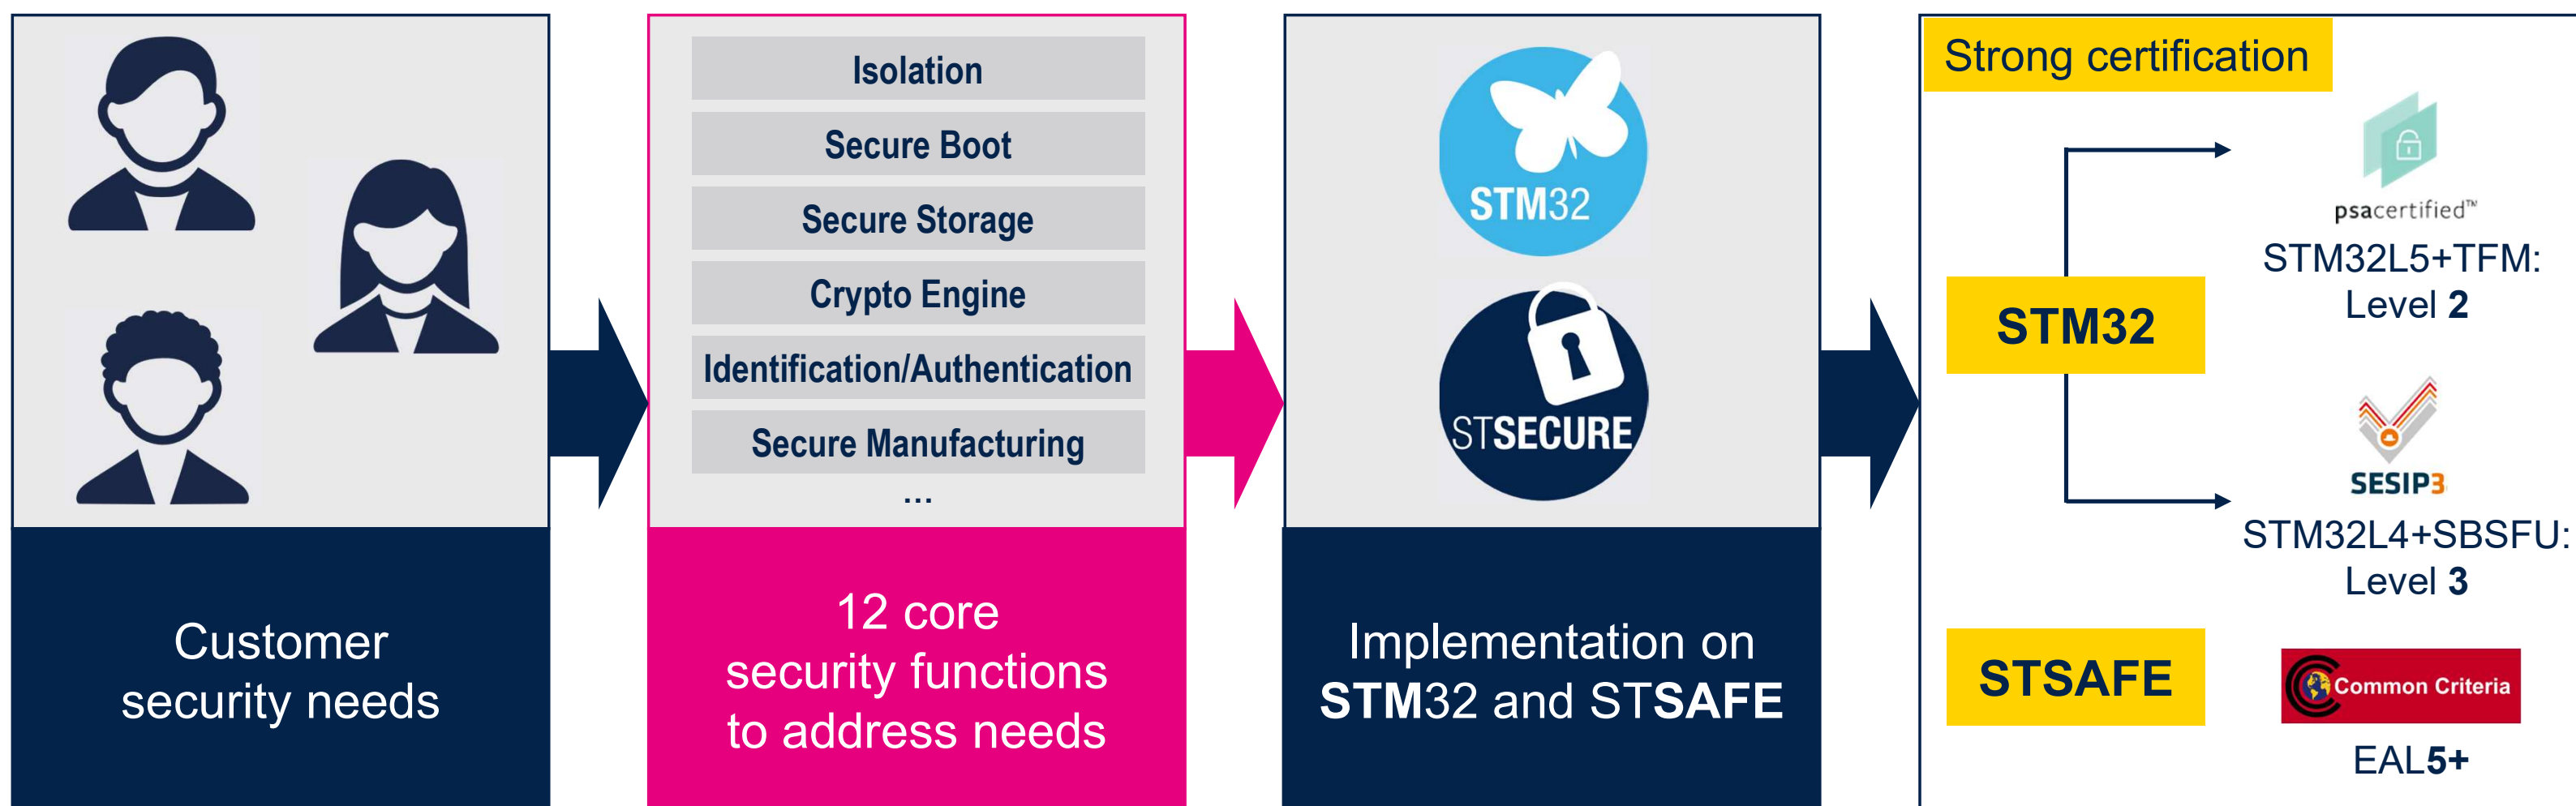 Customer
security needs
Isolation
Secure Boot
Secure Storage
Crypto Engine
Identification/Authentication
Secure Manufacturing
...
12 core
security functions
to address needs
STM32
STSECURE
Implementation on
STM32 and STSAFE
Strong certification
psacertified™
STM32L5+TFM:
Level 2
STM32
SESIP3
STM32L4+SBSFU:
Level 3
STSAFE
Common Criteria
EAL5+